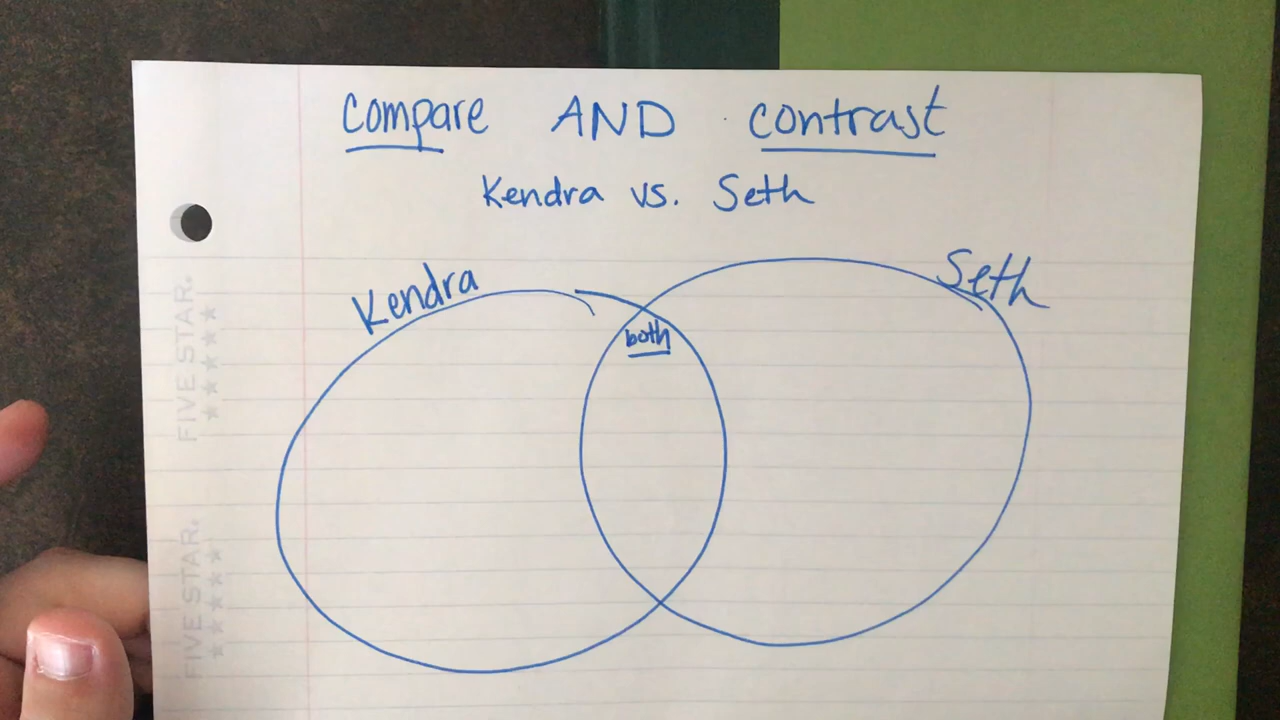 compare AND contrast
Kendra vs. Seth
Kendra
Seth
both
FIVE STAR.
FIVE STAR.